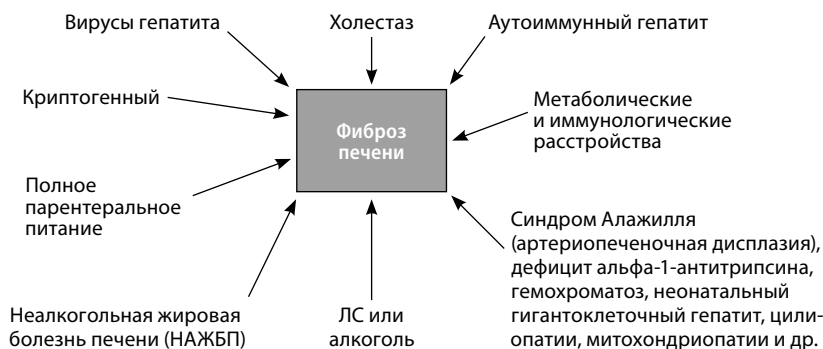 Вирусы гепатита
Холестаз
Аутоиммунный гепатит
Криптогенный
Фиброз
печени
Метаболические
и иммунологические
расстройства
Полное
парентеральное
питание
Синдром Алажилля
(артериопеченочная дисплазия),
дефицит альфа-1-антитрипсина,
гемохроматоз, неонатальный
гигантоклеточный гепатит, цили-
опатии, митохондриопатии и др.
Неалкогольная жировая
болезнь печени (НАЖБП)
ЛС или
алкоголь